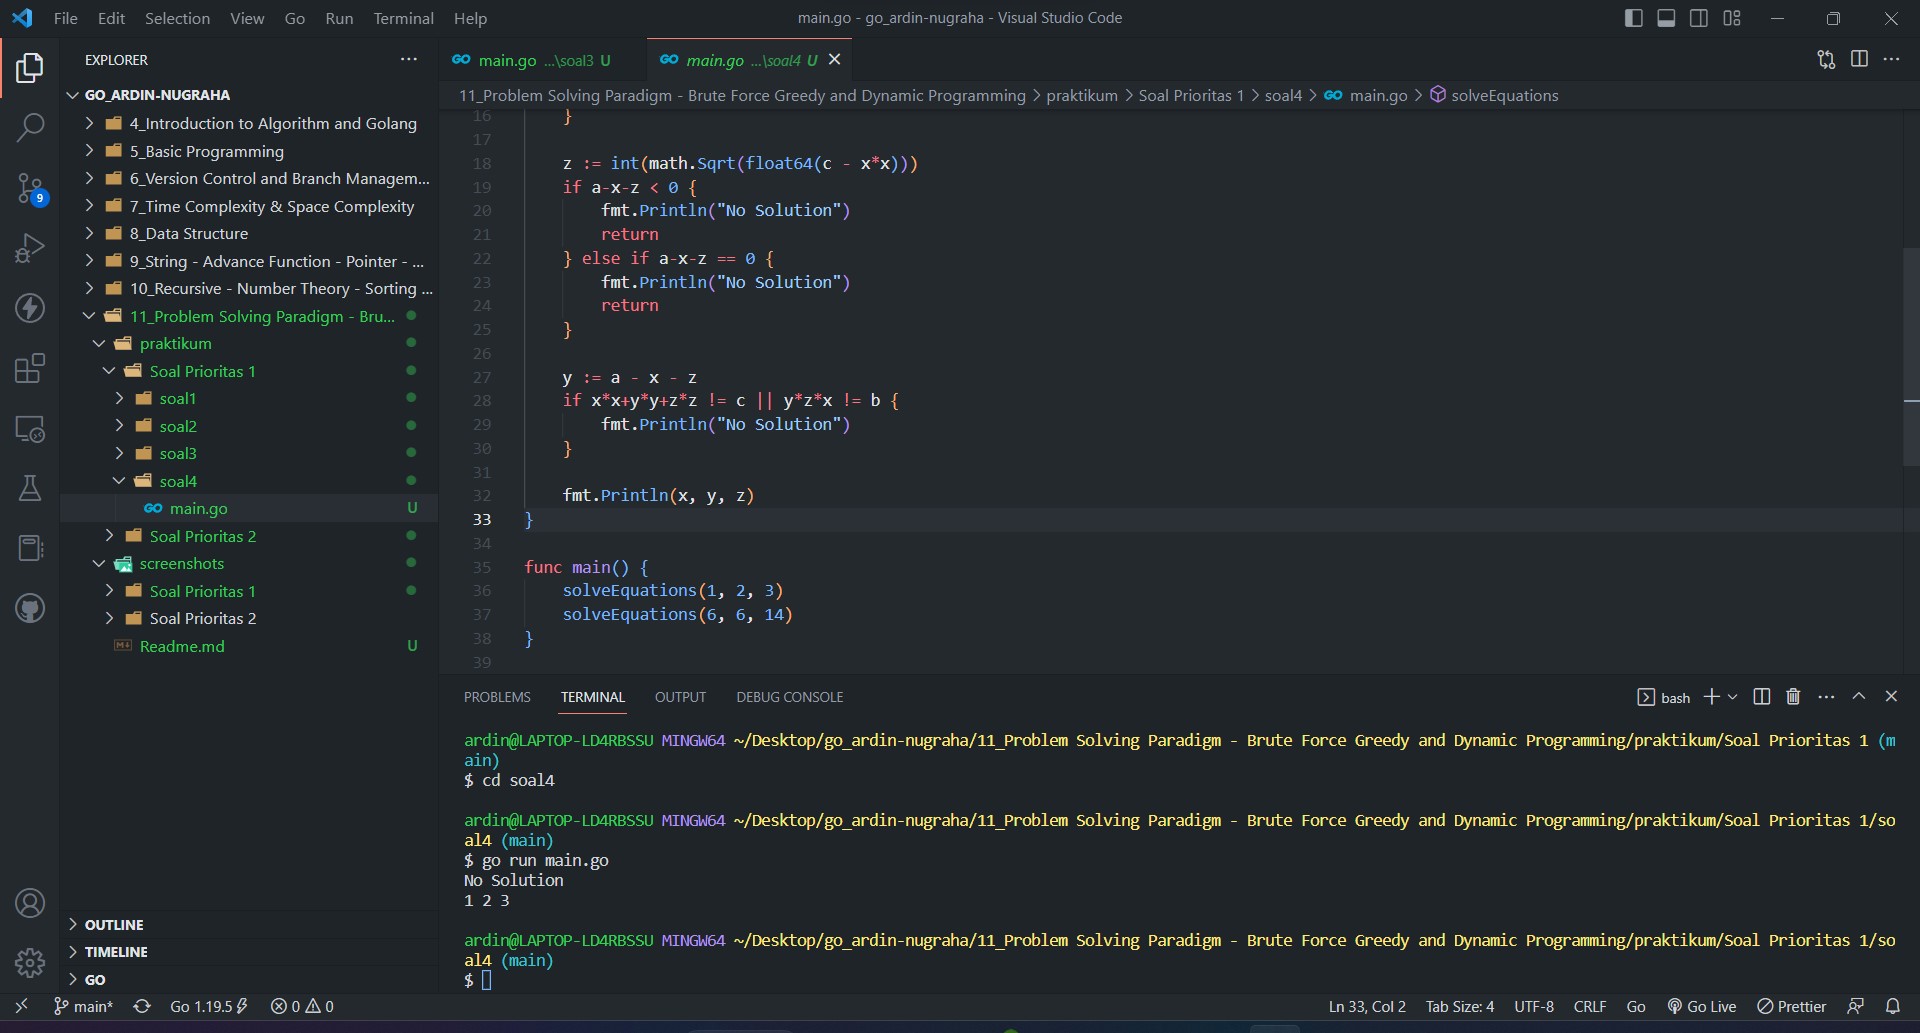 File Edit Selection View Go Run Terminal Help
main.go - go_ardin-nugraha - Visual Studio Code
EXPLORER
GO_ARDIN-NUGRAHA
4_Introduction to Algorithm and Golang
5_Basic Programming
6_Version Control and Branch Managem...
7_Time Complexity & Space Complexity
8_Data Structure
9_String - Advance Function - Pointer - ...
10_Recursive - Number Theory - Sorting ...
11_Problem Solving Paradigm - Bru...
praktikum
Soal Prioritas 1
soal1
soal2
soal3
soal4
main.go U
Soal Prioritas 2
screenshots
Soal Prioritas 1
Soal Prioritas 2
Readme.md U
OUTLINE
TIMELINE
GO
9
main.go ...\soal3 U
main.go ...\soal4 U
11_Problem Solving Paradigm - Brute Force Greedy and Dynamic Programming > praktikum > Soal Prioritas 1 > soal4 > main.go > solveEquations
16 }
17
18 z := int(math.Sqrt(float64(c - x*x)))
19 if a-x-z < 0 {
20 fmt.Println("No Solution")
21 return
22 } else if a-x-z == 0 {
23 fmt.Println("No Solution")
24 return
25 }
26
27 y := a - x - z
28 if x*x+y*y+z*z != c || y*z*x != b {
29 fmt.Println("No Solution")
30 }
31
32 fmt.Println(x, y, z)
33 }
34
35 func main() {
36 solveEquations(1, 2, 3)
37 solveEquations(6, 6, 14)
38 }
39
PROBLEMS TERMINAL OUTPUT DEBUG CONSOLE
bash
ardin@LAPTOP-LD4RBSSU MINGW64 ~/Desktop/go_ardin-nugraha/11_Problem Solving Paradigm - Brute Force Greedy and Dynamic Programming/praktikum/Soal Prioritas 1 (m
ain)
$ cd soal4
ardin@LAPTOP-LD4RBSSU MINGW64 ~/Desktop/go_ardin-nugraha/11_Problem Solving Paradigm - Brute Force Greedy and Dynamic Programming/praktikum/Soal Prioritas 1/so
al4 (main)
$ go run main.go
No Solution
1 2 3
ardin@LAPTOP-LD4RBSSU MINGW64 ~/Desktop/go_ardin-nugraha/11_Problem Solving Paradigm - Brute Force Greedy and Dynamic Programming/praktikum/Soal Prioritas 1/so
al4 (main)
$
main* Go 1.19.5 0 0 Ln 33, Col 2 Tab Size: 4 UTF-8 CRLF Go Go Live Prettier